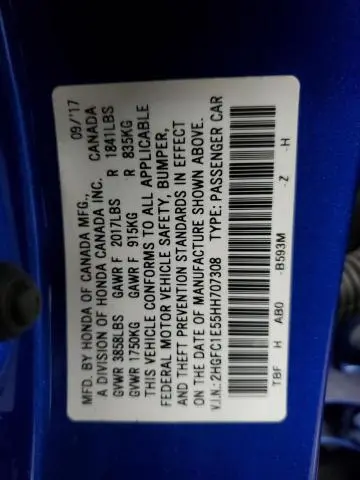 MFD. BY HONDA OF CANADA MFG., 09/'17
A DIVISION OF HONDA CANADA INC. CANADA
GVWR 3858LBS GAWR F 2017LBS R 1841LBS
GVWR 1750KG GAWR F 915KG R 835KG
THIS VEHICLE CONFORMS TO ALL APPLICABLE
FEDERAL MOTOR VEHICLE SAFETY, BUMPER,
AND THEFT PREVENTION STANDARDS IN EFFECT
ON THE DATE OF MANUFACTURE SHOWN ABOVE.
V.I.N.: 2HGFC1E55HH707308 TYPE: PASSENGER CAR
TBF H AB0 -B593M -Z -H